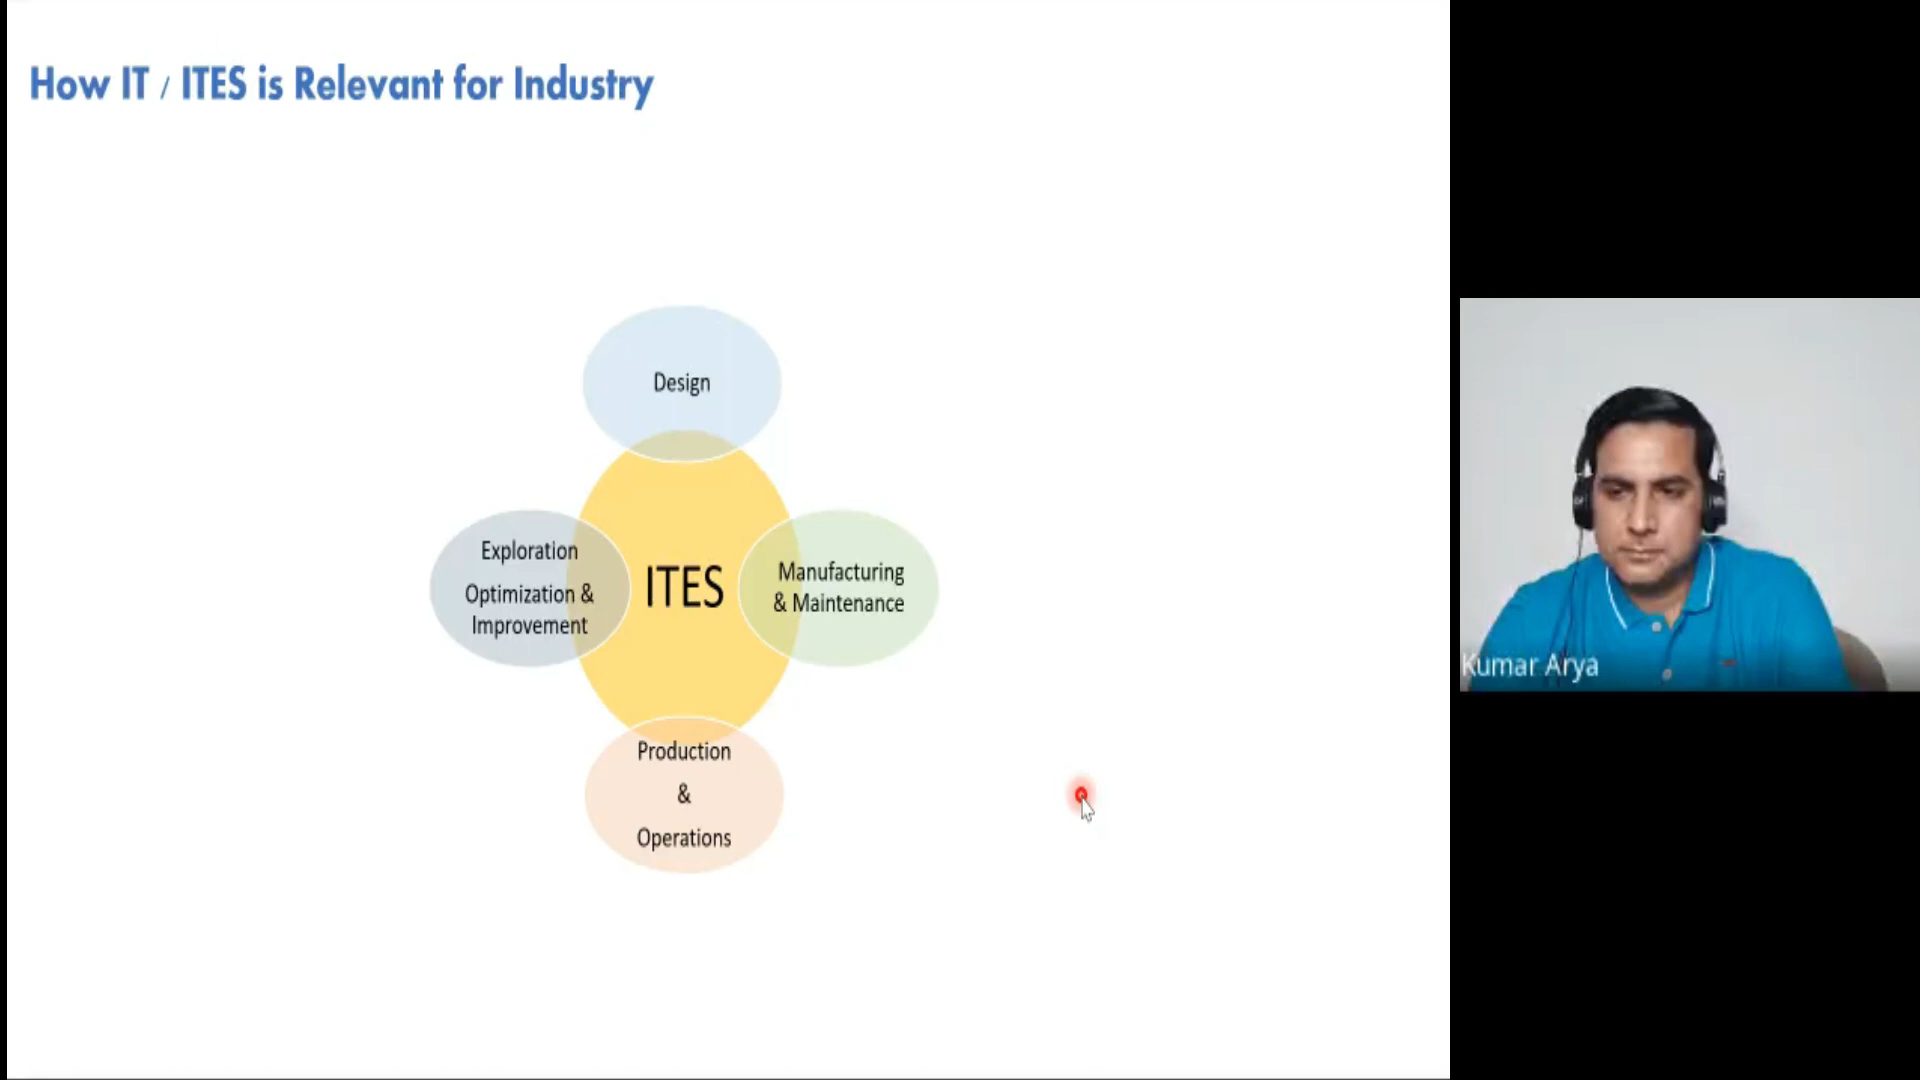 How IT / ITES is Relevant for Industry
Design
Exploration
Optimization &
Improvement
ITES
Manufacturing
& Maintenance
Production
&
Operations
Kumar Arya